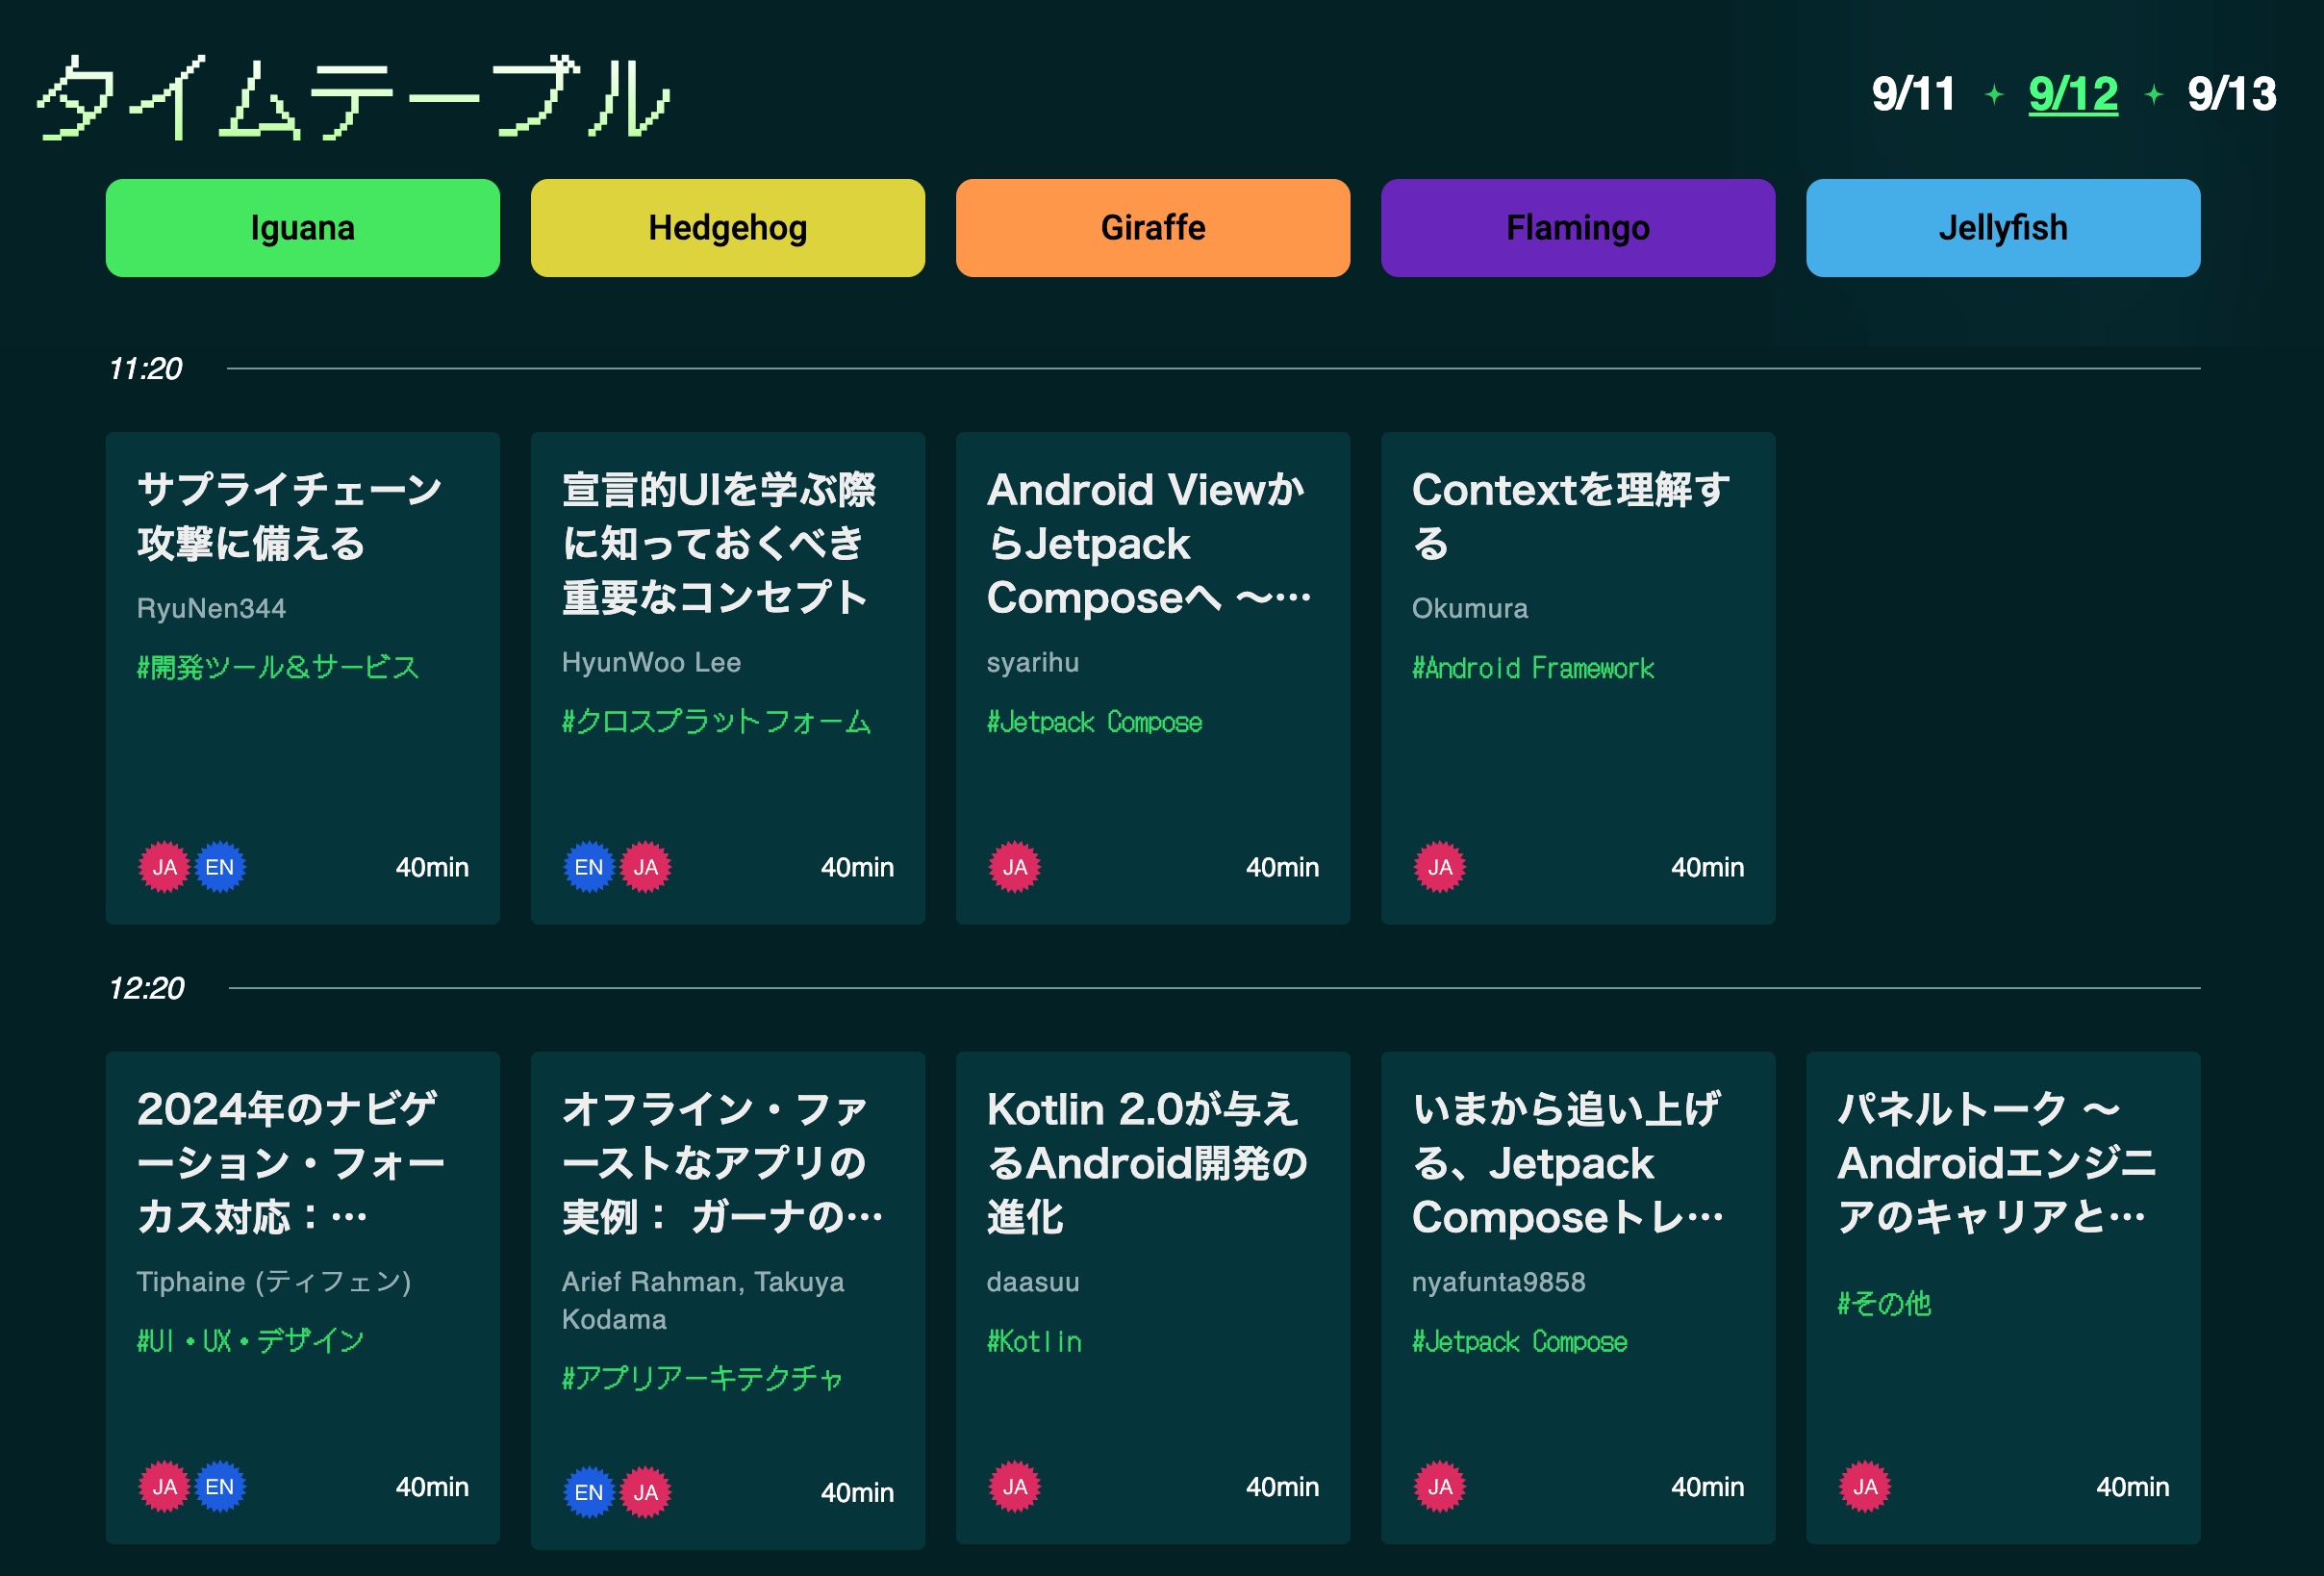 タイムテーブル
9/11 9/12 9/13
Iguana
Hedgehog
Giraffe
Flamingo
Jellyfish
11:20
サプライチェーン
攻撃に備える
RyuNen344
#開発ツール＆サービス
JA EN 40min
宣言的UIを学ぶ際
に知っておくべき
重要なコンセプト
HyunWoo Lee
#クロスプラットフォーム
EN JA 40min
Android Viewか
らJetpack
Composeへ 〜…
syarihu
#Jetpack Compose
JA 40min
Contextを理解す
る
Okumura
#Android Framework
JA 40min
12:20
2024年のナビゲ
ーション・フォー
カス対応：…
Tiphaine (ティフェン)
#UI・UX・デザイン
JA EN 40min
オフライン・ファ
ーストなアプリの
実例： ガーナの…
Arief Rahman, Takuya
Kodama
#アプリアーキテクチャ
EN JA 40min
Kotlin 2.0が与え
るAndroid開発の
進化
daasuu
#Kotlin
JA 40min
いまから追い上げ
る、Jetpack
Composeトレ…
nyafunta9858
#Jetpack Compose
JA 40min
パネルトーク 〜
Androidエンジニ
アのキャリアと…
#その他
JA 40min